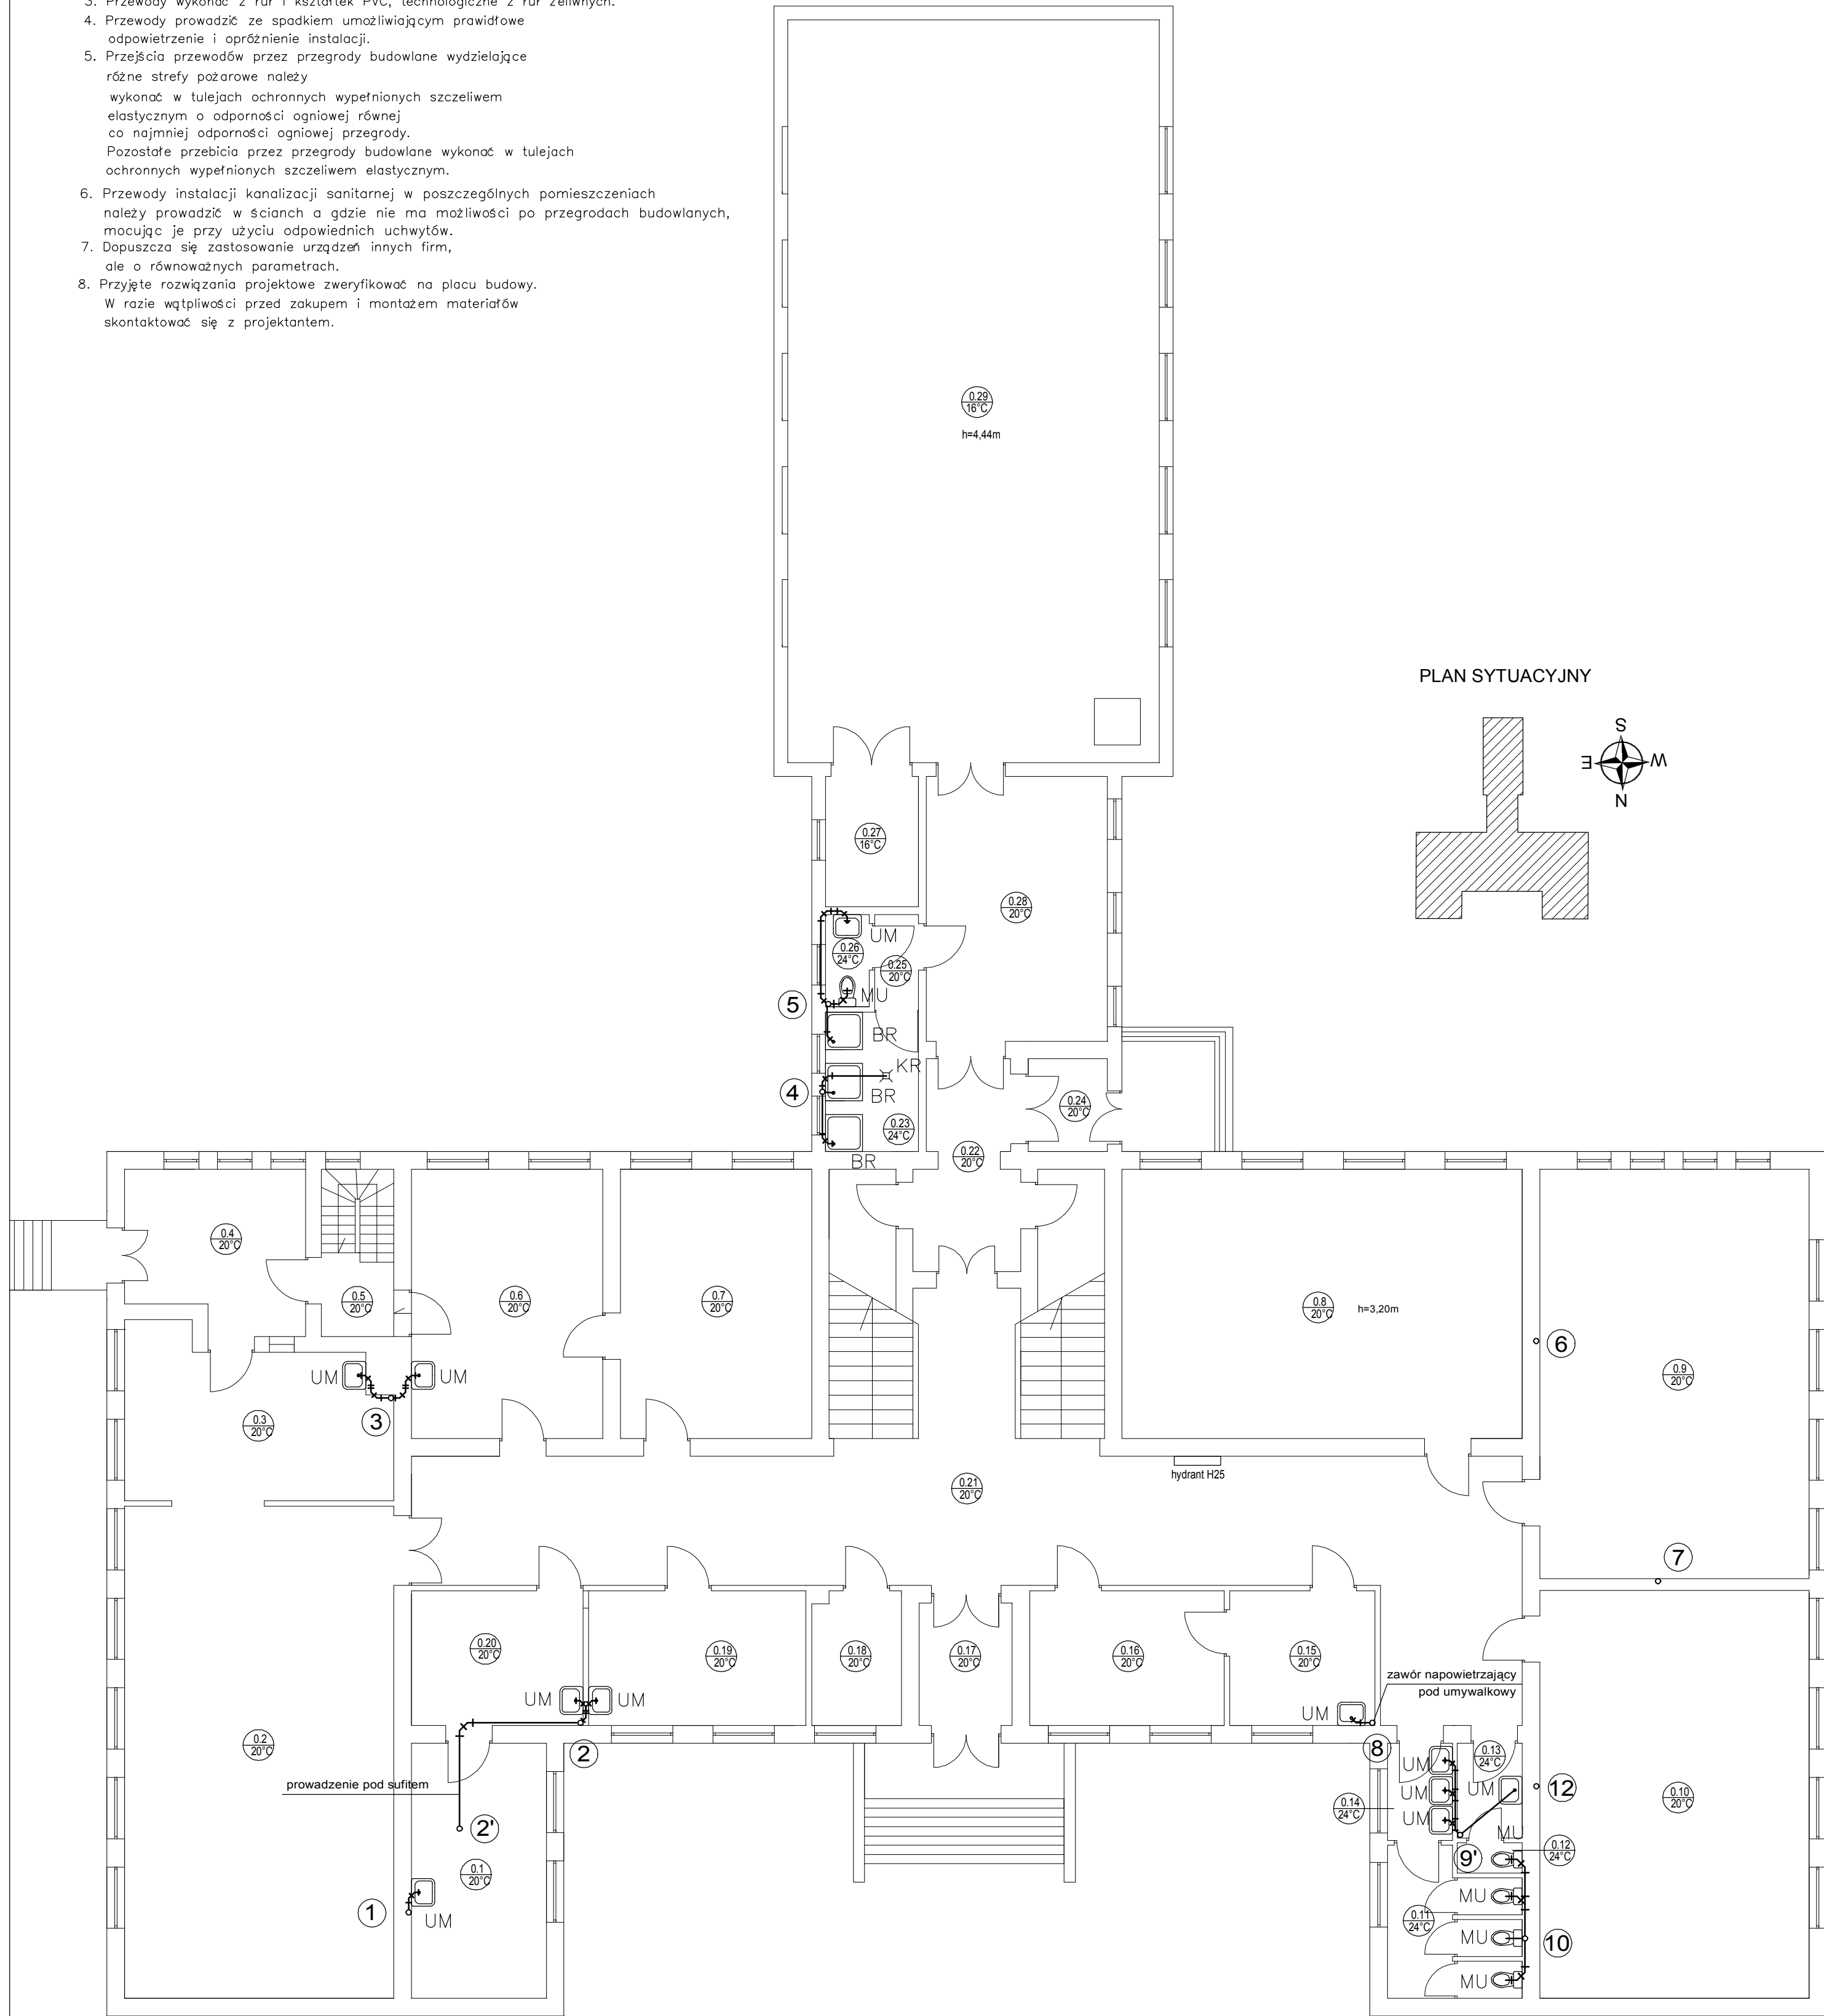 3. Przewody wykonać z rur i kształtek PVC, technologiczne z rur żeliwnych.
4. Przewody prowadzić ze spadkiem umożliwiającym prawidłowe
odpowietrzenie i opróżnienie instalacji.
5. Przejścia przewodów przez przegrody budowlane wydzielające
różne strefy pożarowe należy
wykonać w tulejach ochronnych wypełnionych szczeliwem
elastycznym o odporności ogniowej równej
co najmniej odporności ogniowej przegrody.
Pozostałe przebicia przez przegrody budowlane wykonać w tulejach
ochronnych wypełnionych szczeliwem elastycznym.
6. Przewody instalacji kanalizacji sanitarnej w poszczególnych pomieszczeniach
należy prowadzić w ścianch a gdzie nie ma możliwości po przegrodach budowlanych,
mocując je przy użyciu odpowiednich uchwytów.
7. Dopuszcza się zastosowanie urządzeń innych firm,
ale o równoważnych parametrach.
8. Przyjęte rozwiązania projektowe zweryfikować na placu budowy.
W razie wątpliwości przed zakupem i montażem materiałów
skontaktować się z projektantem.
0.29
16°C
h=4,44m
PLAN SYTUACYJNY
S
E
W
N
0.27
16°C
0.28
20°C
UM
0.26
24°C
0.25
20°C
MU
5
BR
KR
4
BR
0.24
20°C
0.23
24°C
BR
0.22
20°C
0.4
20°C
0.5
20°C
0.6
20°C
0.7
20°C
0.8
20°C
h=3,20m
6
0.9
20°C
UM
UM
3
0.3
20°C
hydrant H25
0.21
20°C
7
0.20
20°C
0.19
20°C
0.18
20°C
0.17
20°C
0.16
20°C
0.15
20°C
zawór napowietrzający
pod umywalkowy
UM
UM
UM
0.2
20°C
2
8
0.13
24°C
UM
prowadzenie pod sufitem
UM
UM
12
0.10
20°C
0.14
24°C
UM
2'
MU
9'
0.12
24°C
0.1
20°C
MU
1
UM
0.11
24°C
MU
10
MU